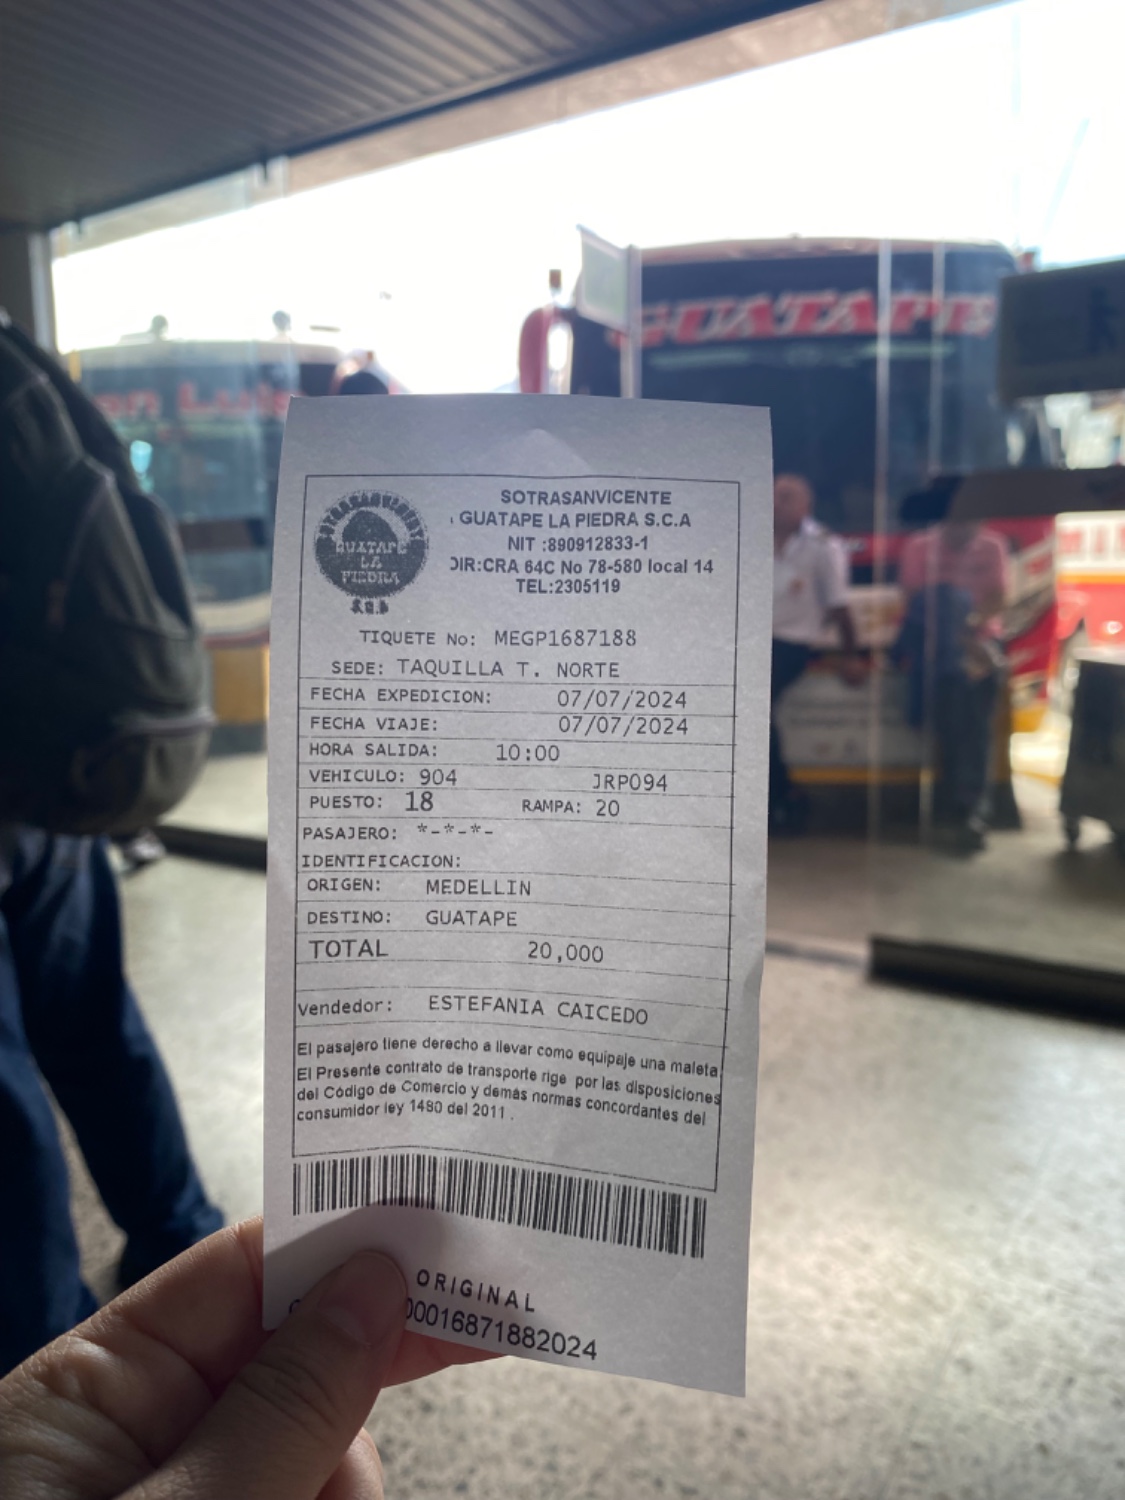 GUATAPE
SOTRASANVICENTE
GUATAPE LA PIEDRA S.C.A
NIT :890912833-1
DIR:CRA 64C No 78-580 local 14
TEL:2305119
SOTRASANVICENTE
GUATAPE
LA
PIEDRA
S.C.A
TIQUETE No: MEGP1687188
SEDE: TAQUILLA T. NORTE
FECHA EXPEDICION: 07/07/2024
FECHA VIAJE: 07/07/2024
HORA SALIDA: 10:00
VEHICULO: 904 JRP094
PUESTO: 18 RAMPA: 20
PASAJERO: *-*-*-
IDENTIFICACION:
ORIGEN: MEDELLIN
DESTINO: GUATAPE
TOTAL 20,000
Vendedor: ESTEFANIA CAICEDO
El pasajero tiene derecho a llevar como equipaje una maleta
El Presente contrato de transporte rige por las disposiciones
del Código de Comercio y demás normas concordantes del
consumidor ley 1480 del 2011 .
ORIGINAL
00016871882024